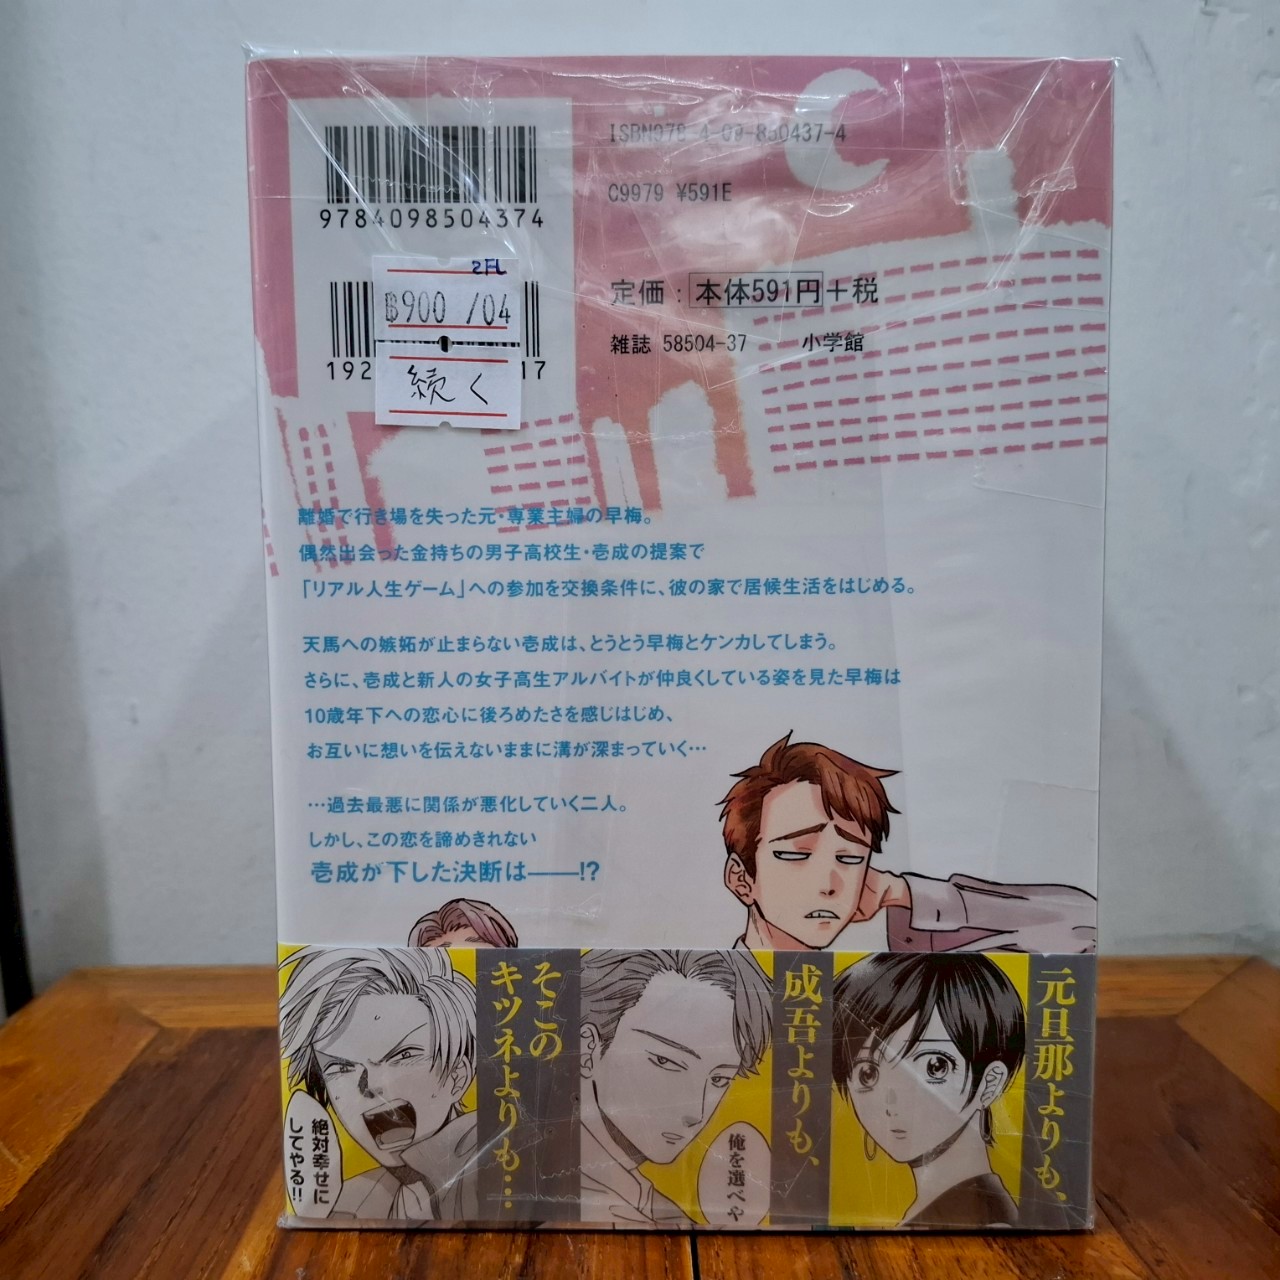 ISBN978-4-09-850437-4
C9979 ¥591E
9784098504374
定価：本体591円＋税
雑誌 58504-37
小学館
2FL
฿900 /04
続く
192
17
離婚で行き場を失った元・専業主婦の早梅。
偶然出会った金持ちの男子高校生・壱成の提案で
「リアル人生ゲーム」への参加を交換条件に、彼の家で居候生活をはじめる。
天馬への嫉妬が止まらない壱成は、とうとう早梅とケンカしてしまう。
さらに、壱成と新人の女子高生アルバイトが仲良くしている姿を見た早梅は
10歳年下への恋心に後ろめたさを感じはじめ、
お互いに想いを伝えないままに溝が深まっていく…
…過去最悪に関係が悪化していく二人。
しかし、この恋を諦めきれない
壱成が下した決断は――!?
元旦那よりも、
成吾よりも、
俺を選べや
そこの
キツネよりも…
絶対幸せに
してやる!!